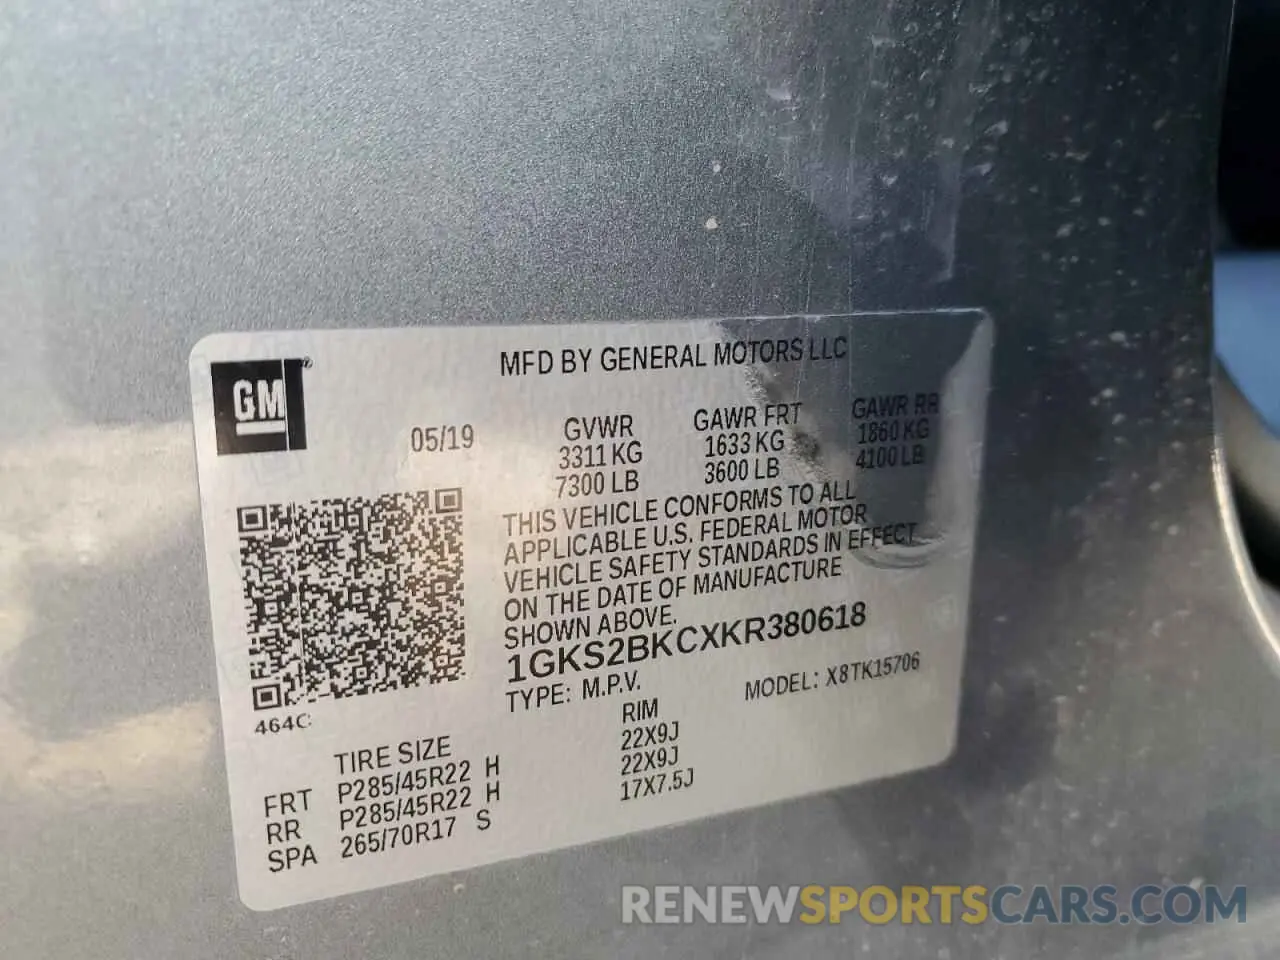 GM
MFD BY GENERAL MOTORS LLC
05/19
GVWR GAWR FRT GAWR RR
3311 KG 1633 KG 1860 KG
7300 LB 3600 LB 4100 LB
THIS VEHICLE CONFORMS TO ALL
APPLICABLE U.S. FEDERAL MOTOR
VEHICLE SAFETY STANDARDS IN EFFECT
ON THE DATE OF MANUFACTURE
SHOWN ABOVE.
1GKS2BKCXKR380618
TYPE: M.P.V. MODEL: X8TK15706
464C
TIRE SIZE RIM
FRT P285/45R22 H 22X9J
RR P285/45R22 H 22X9J
SPA 265/70R17 S 17X7.5J
RENEWSPORTSCARS.COM